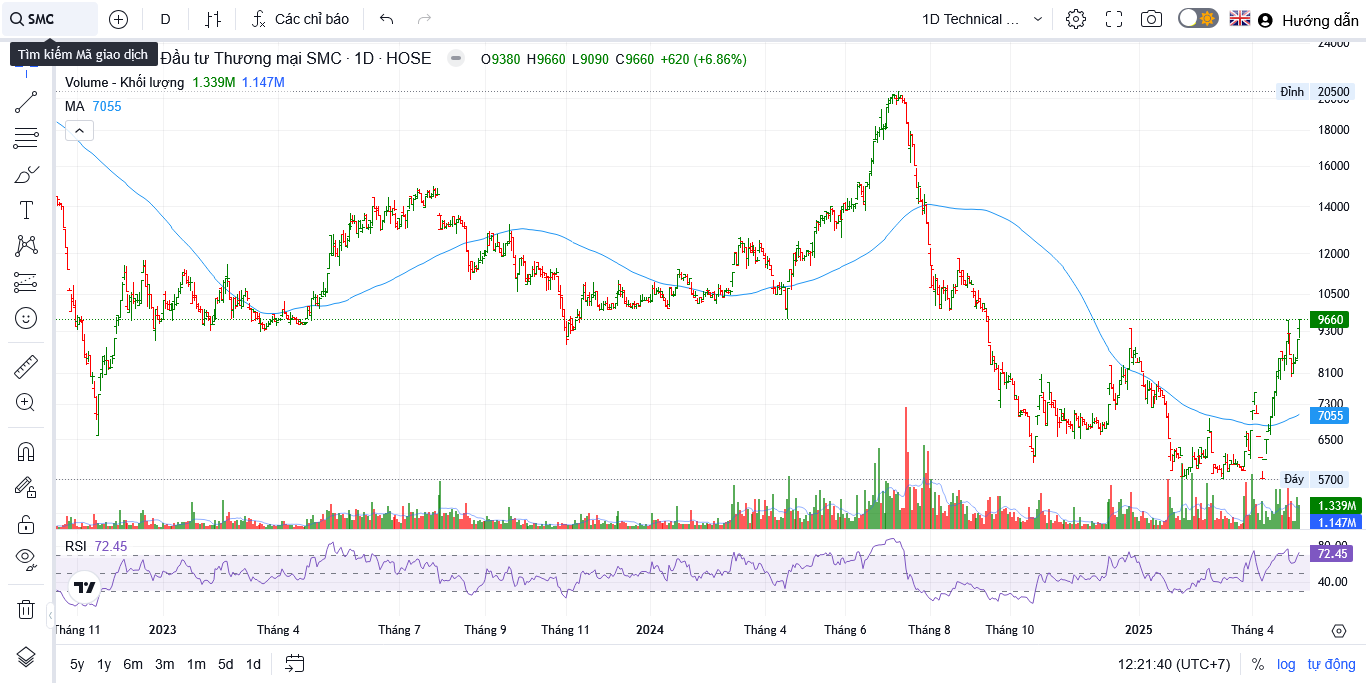 SMC D Các chỉ báo 1D Technical ... Hướng dẫn
Tìm kiếm Mã giao dịch
Đầu tư Thương mại SMC · 1D · HOSE O9380 H9660 L9090 C9660 +620 (+6.86%)
Volume - Khối lượng 1.339M 1.147M
MA 7055
24000
Đỉnh 20500
20000
18000
16000
14000
12000
10500
9660
9300
8100
7300
7055
6500
Đáy 5700
1.339M
1.147M
RSI 72.45
80.00
72.45
40.00
Tháng 11 2023 Tháng 4 Tháng 7 Tháng 9 Tháng 11 2024 Tháng 4 Tháng 6 Tháng 8 Tháng 10 2025 Tháng 4
5y 1y 6m 3m 1m 5d 1d 12:21:40 (UTC+7) % log tự động